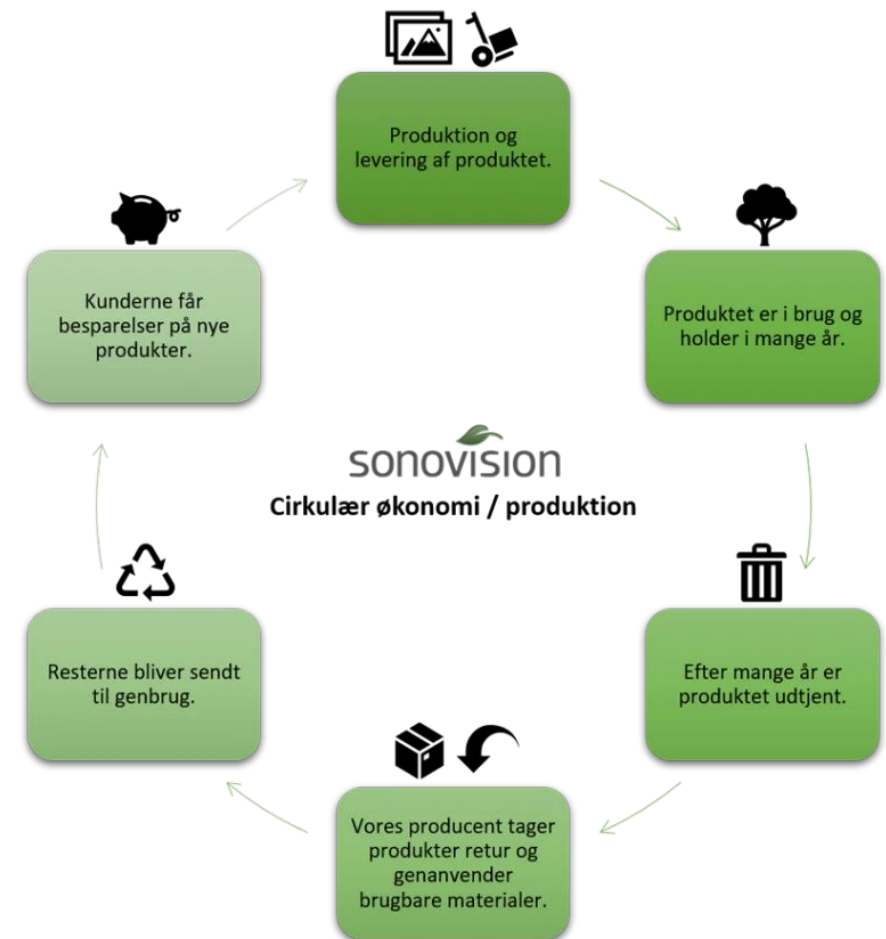 Produktion og
levering af produktet.
Produktet er i brug og
holder i mange år.
Efter mange år er
produktet udtjent.
Vores producent tager
produkter retur og
genanvender
brugbare materialer.
Resterne bliver sendt
til genbrug.
Kunderne får
besparelser på nye
produkter.
sonovision
Cirkulær økonomi / produktion